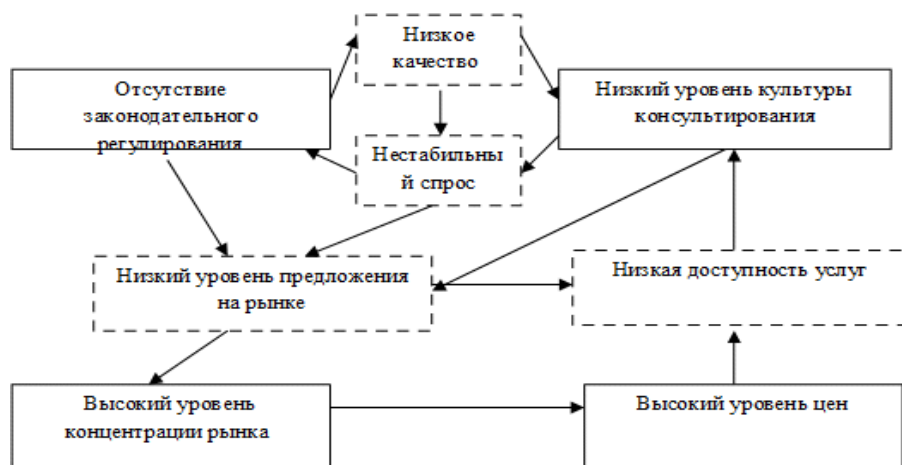 Низкое
качество
Отсутствие
законодательного
регулирования
Низкий уровень культуры
консультирования
Нестабильны
й спрос
Низкий уровень предложения
на рынке
Низкая доступность услуг
Высокий уровень
концентрации рынка
Высокий уровень цен